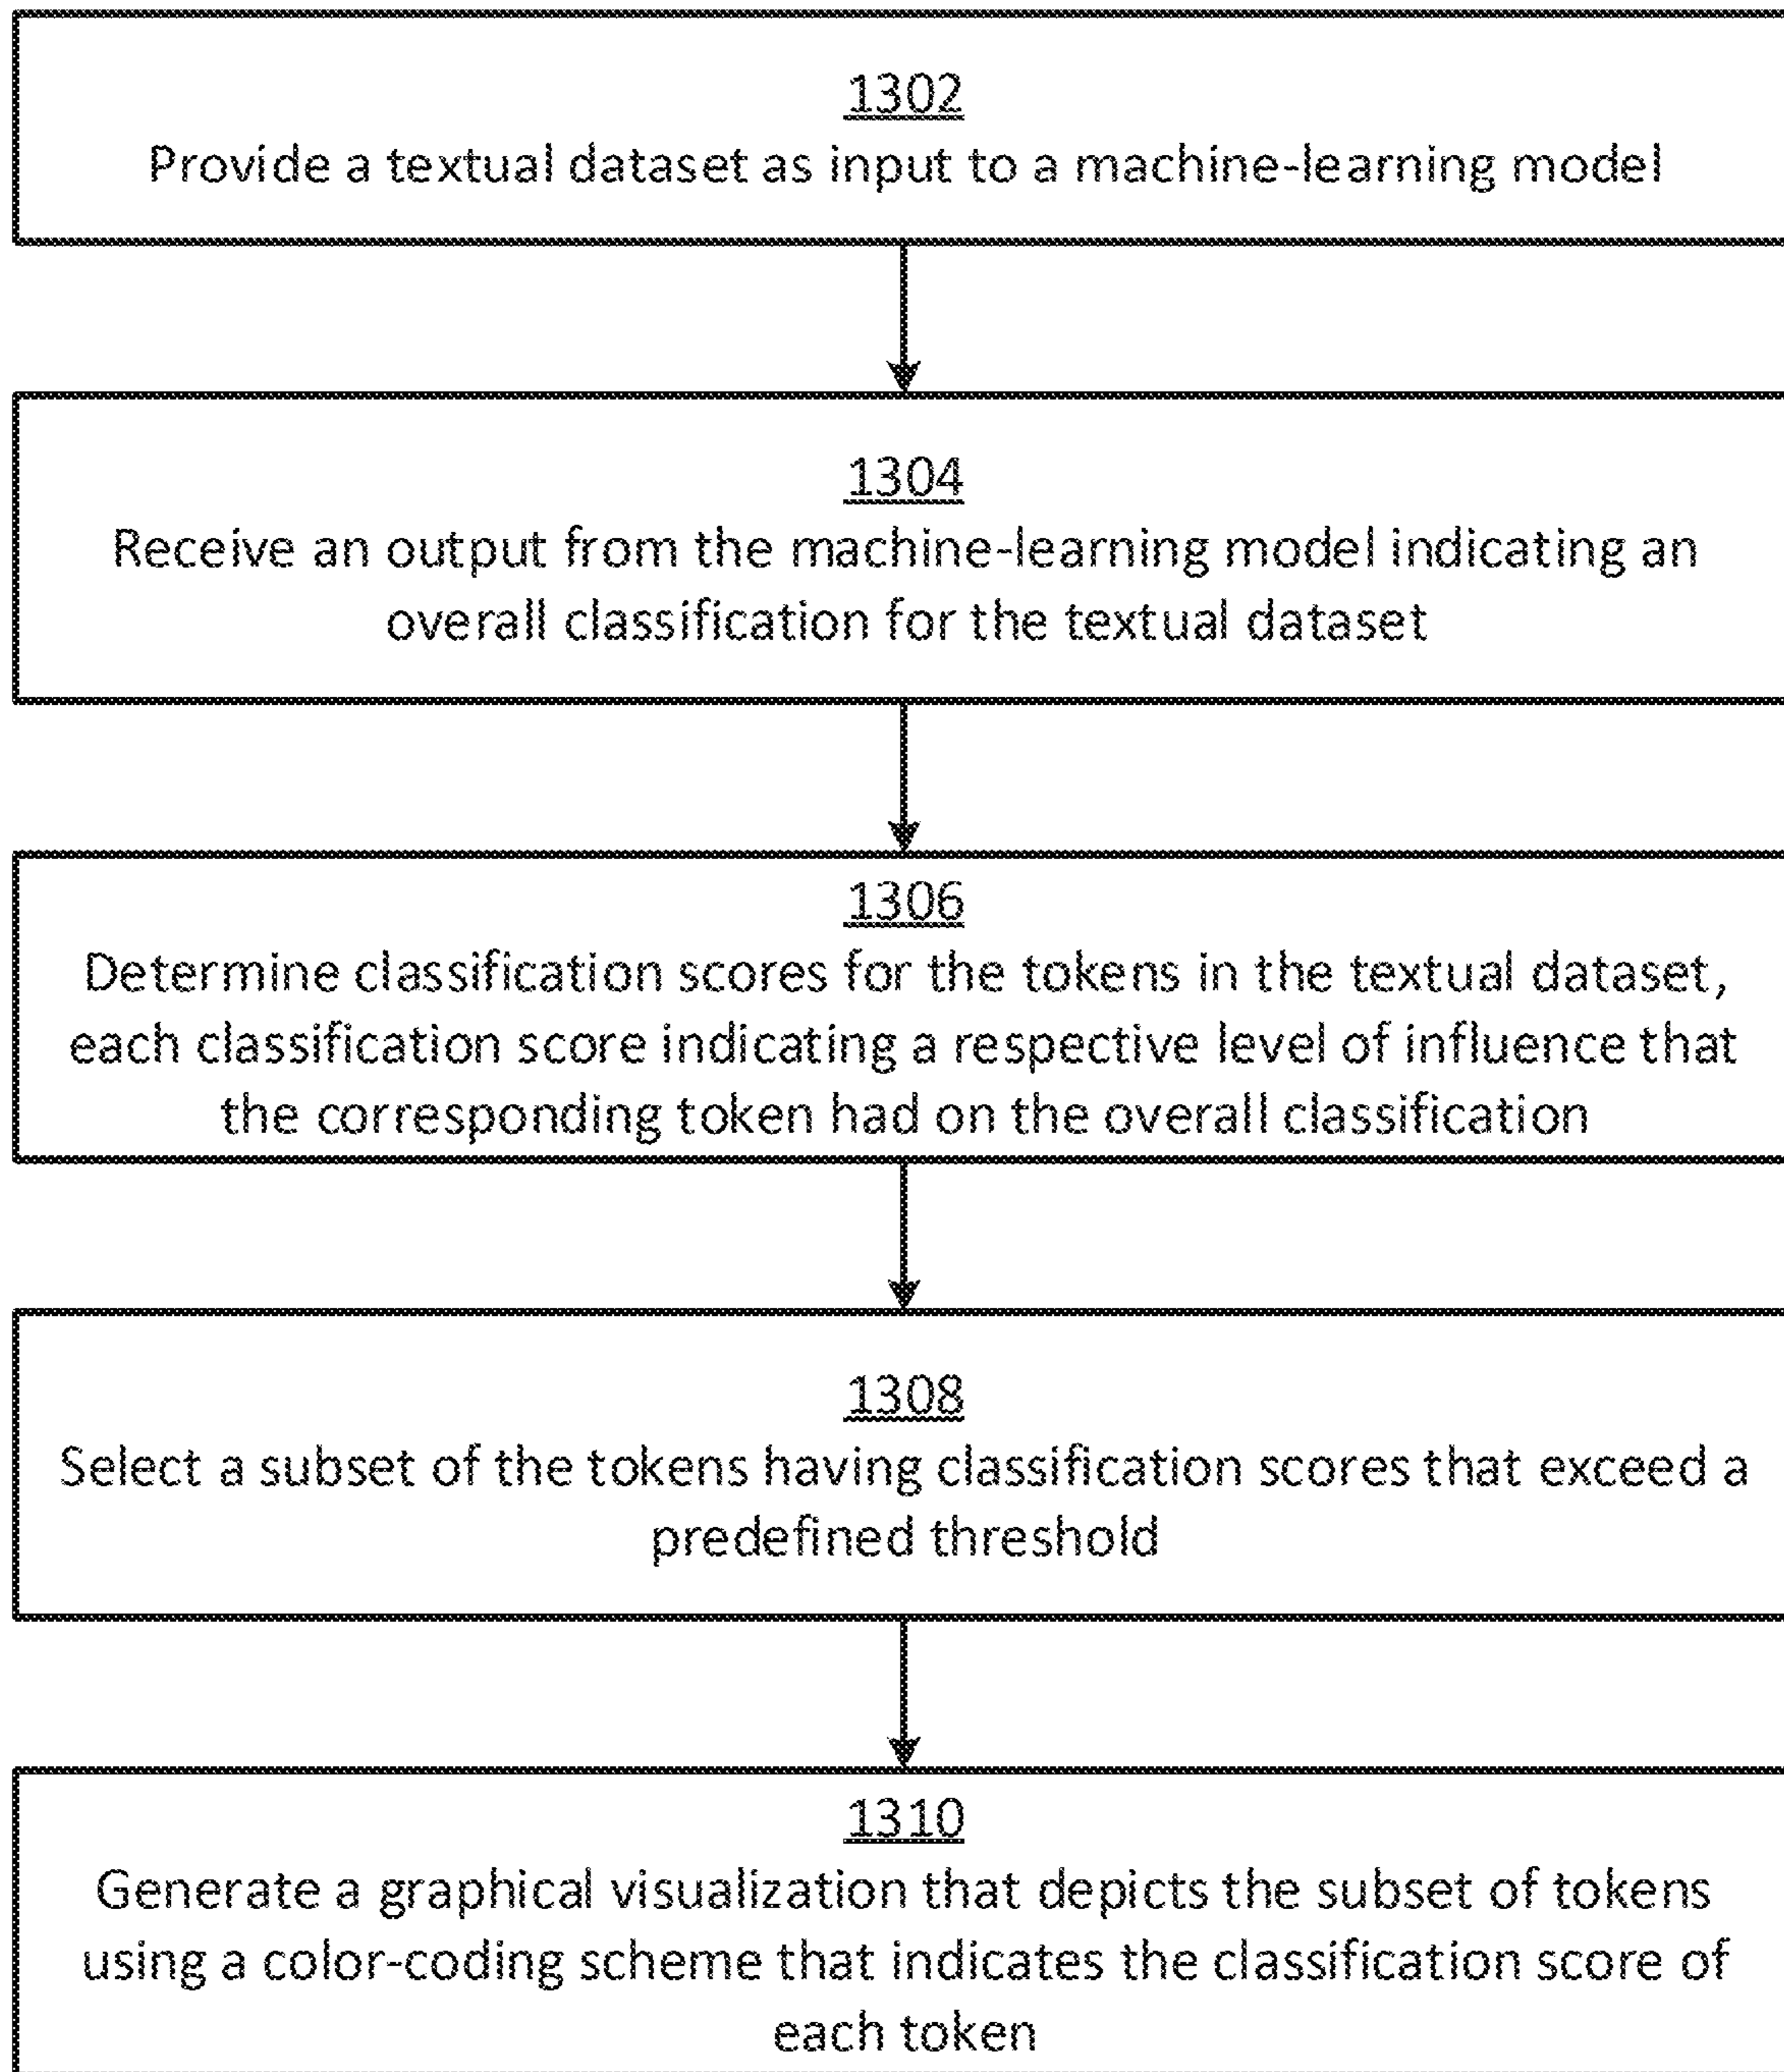 1302
Provide a textual dataset as input to a machine-learning model
1304
Receive an output from the machine-learning model indicating an
overall classification for the textual dataset
1306
Determine classification scores for the tokens in the textual dataset,
each classification score indicating a respective level of influence that
the corresponding token had on the overall classification
1308
Select a subset of the tokens having classification scores that exceed a
predefined threshold
1310
Generate a graphical visualization that depicts the subset of tokens
using a color-coding scheme that indicates the classification score of
each token